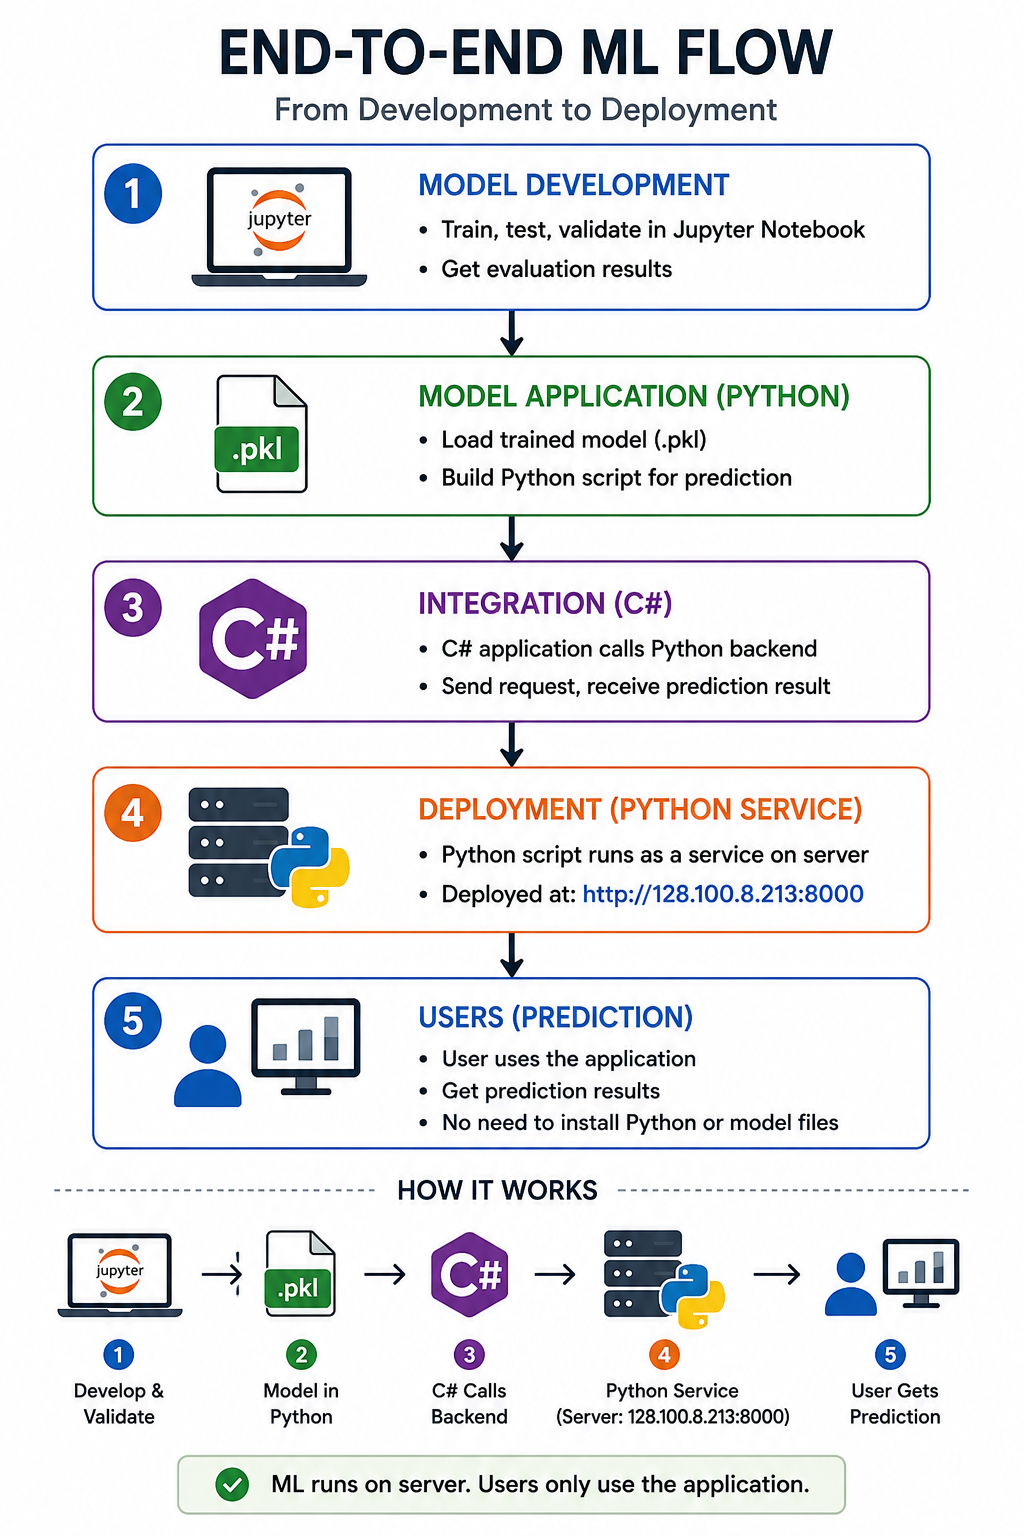 END-TO-END ML FLOW
From Development to Deployment
1
jupyter
MODEL DEVELOPMENT
• Train, test, validate in Jupyter Notebook
• Get evaluation results
2
.pkl
MODEL APPLICATION (PYTHON)
• Load trained model (.pkl)
• Build Python script for prediction
3
C#
INTEGRATION (C#)
• C# application calls Python backend
• Send request, receive prediction result
4
DEPLOYMENT (PYTHON SERVICE)
• Python script runs as a service on server
• Deployed at: http://128.100.8.213:8000
5
USERS (PREDICTION)
• User uses the application
• Get prediction results
• No need to install Python or model files
HOW IT WORKS
jupyter
.pkl
C#
1
Develop &
Validate
2
Model in
Python
3
C# Calls
Backend
4
Python Service
(Server: 128.100.8.213:8000)
5
User Gets
Prediction
ML runs on server. Users only use the application.